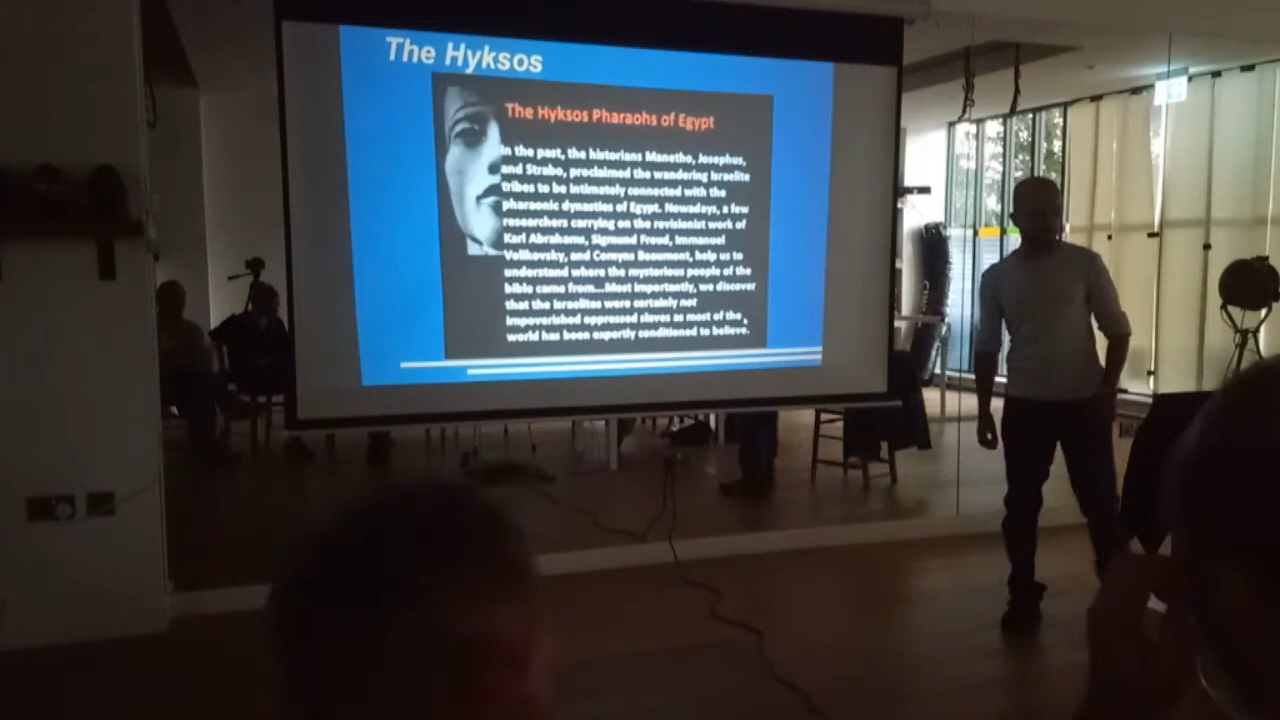 The Hyksos
The Hyksos Pharaohs of Egypt
In the past, the historians Manetho, Josephus,
and Strabo, proclaimed the wandering Israelite
tribes to be intimately connected with the
pharaonic dynasties of Egypt. Nowadays, a few
researchers carrying on the revisionist work of
Karl Abrahams, Sigmund Freud, Immanuel
Velikovsky, and Comyns Beaumont, help us to
understand where the mysterious people of the
bible came from...Most importantly, we discover
that the Israelites were certainly not
impoverished oppressed slaves as most of the
world has been expertly conditioned to believe.